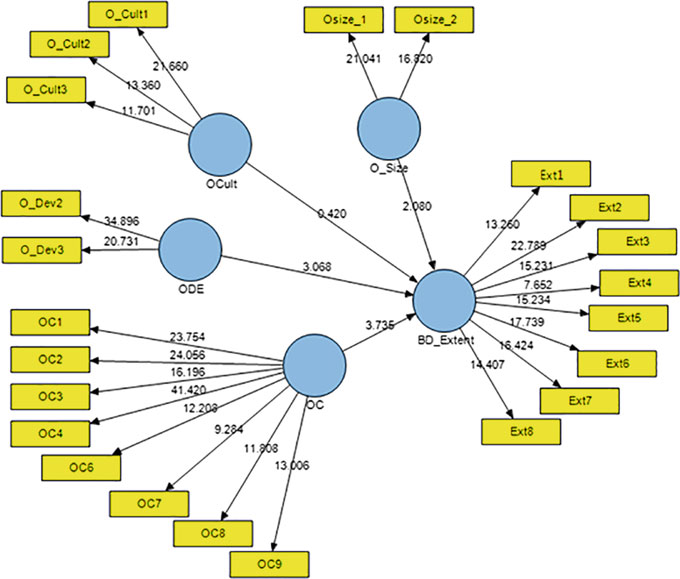 O_Cult1
O_Cult2
O_Cult3
21.660
13.360
11.701
OCult
Osize_1
Osize_2
21.041
16.820
O_Size
0.420
2.080
O_Dev2
O_Dev3
34.896
20.731
ODE
3.068
Ext1
Ext2
Ext3
Ext4
Ext5
Ext6
Ext7
Ext8
13.260
22.789
15.231
7.652
15.234
17.739
16.424
14.407
BD_Extent
3.735
OC1
OC2
OC3
OC4
OC6
OC7
OC8
OC9
23.754
24.056
16.196
41.420
12.208
9.284
11.808
13.006
OC